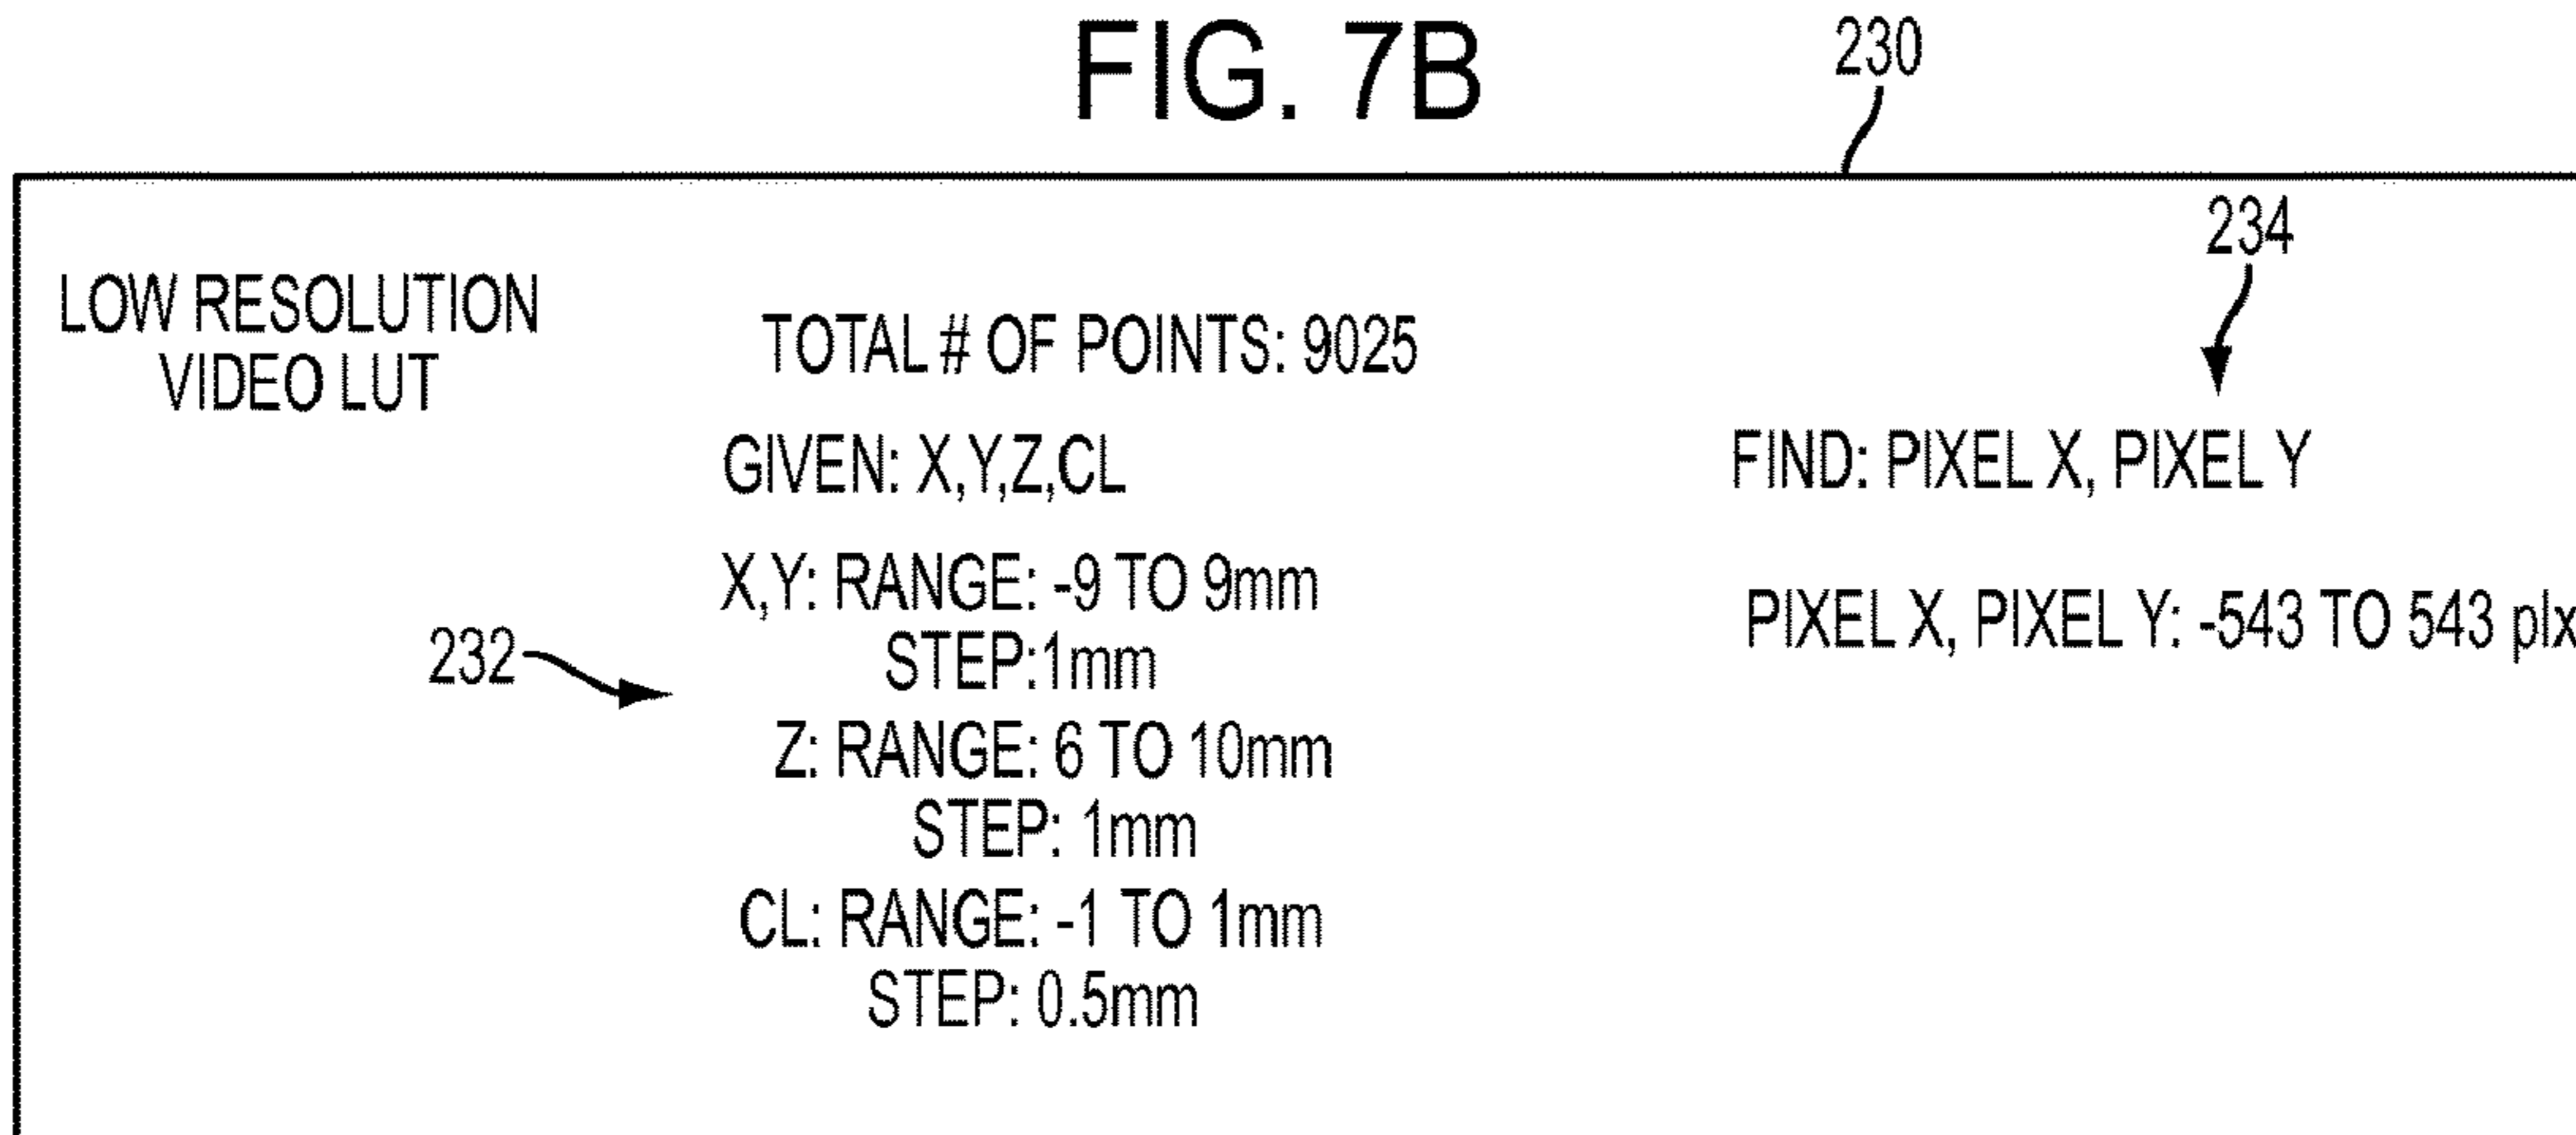 FIG. 7B
230
234
LOW RESOLUTION
VIDEO LUT
TOTAL # OF POINTS: 9025
GIVEN: X,Y,Z,CL
FIND: PIXEL X, PIXEL Y
X,Y: RANGE: -9 TO 9mm
STEP:1mm
PIXEL X, PIXEL Y: -543 TO 543 pix
232
Z: RANGE: 6 TO 10mm
STEP: 1mm
CL: RANGE: -1 TO 1mm
STEP: 0.5mm